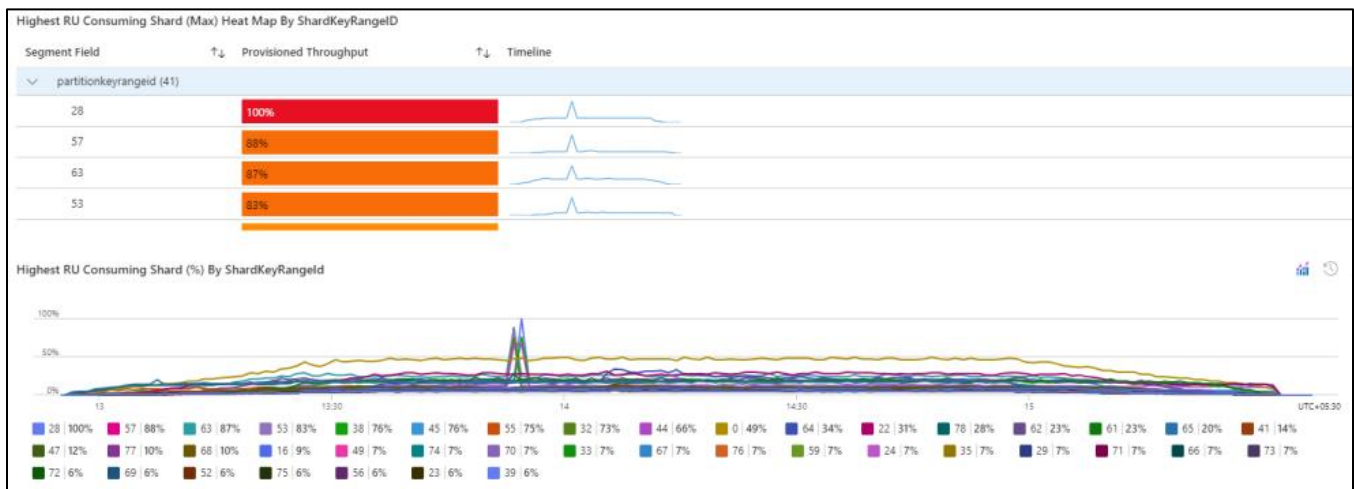 Highest RU Consuming Shard (Max) Heat Map By ShardKeyRangeID
Segment Field ↑↓ Provisioned Throughput ↑↓ Timeline
partitionkeyrangeid (41)
28 100%
57 88%
63 87%
53 83%
Highest RU Consuming Shard (%) By ShardKeyRangeId
100%
50%
0%
13 13:30 14 14:30 15 UTC+05:30
28 | 100% 57 | 88% 63 | 87% 53 | 83% 38 | 76% 45 | 76% 55 | 75% 32 | 73% 44 | 66% 0 | 49% 64 | 34% 22 | 31% 78 | 28% 62 | 23% 61 | 23% 65 | 20% 41 | 14%
47 | 12% 77 | 10% 68 | 10% 16 | 9% 49 | 7% 74 | 7% 70 | 7% 33 | 7% 67 | 7% 76 | 7% 59 | 7% 24 | 7% 35 | 7% 29 | 7% 71 | 7% 66 | 7% 73 | 7%
72 | 6% 69 | 6% 52 | 6% 75 | 6% 56 | 6% 23 | 6% 39 | 6%